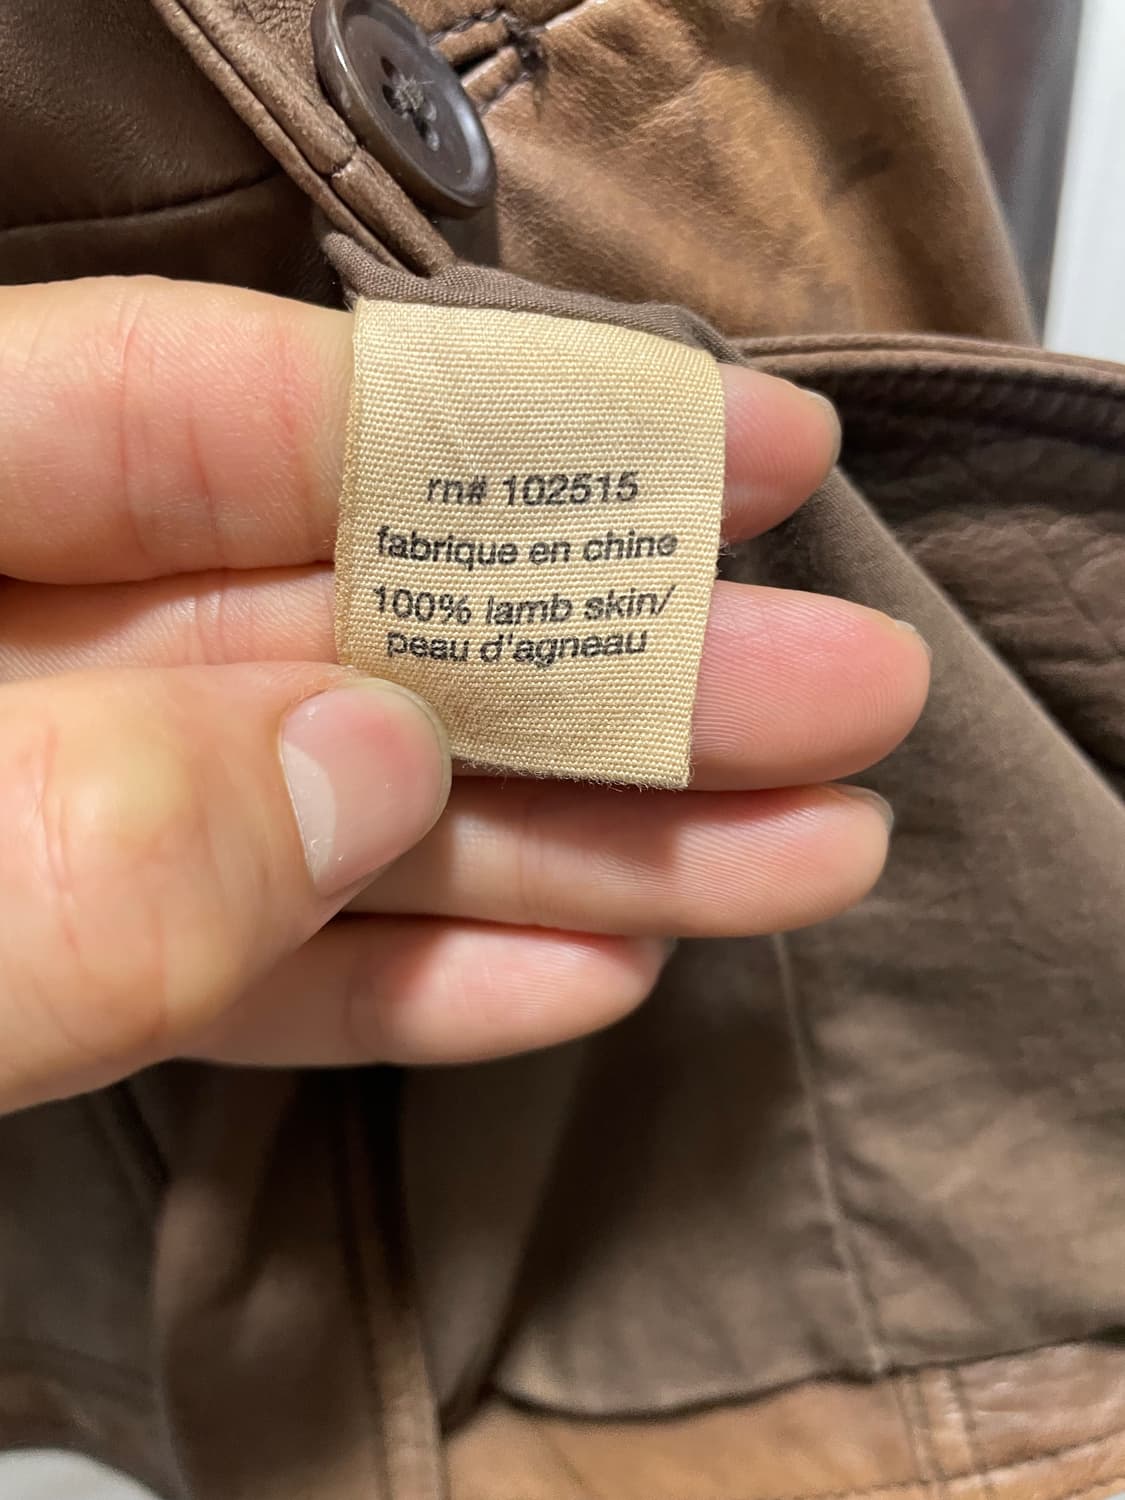 rn# 102515
fabrique en chine
100% lamb skin/
peau d'agneau